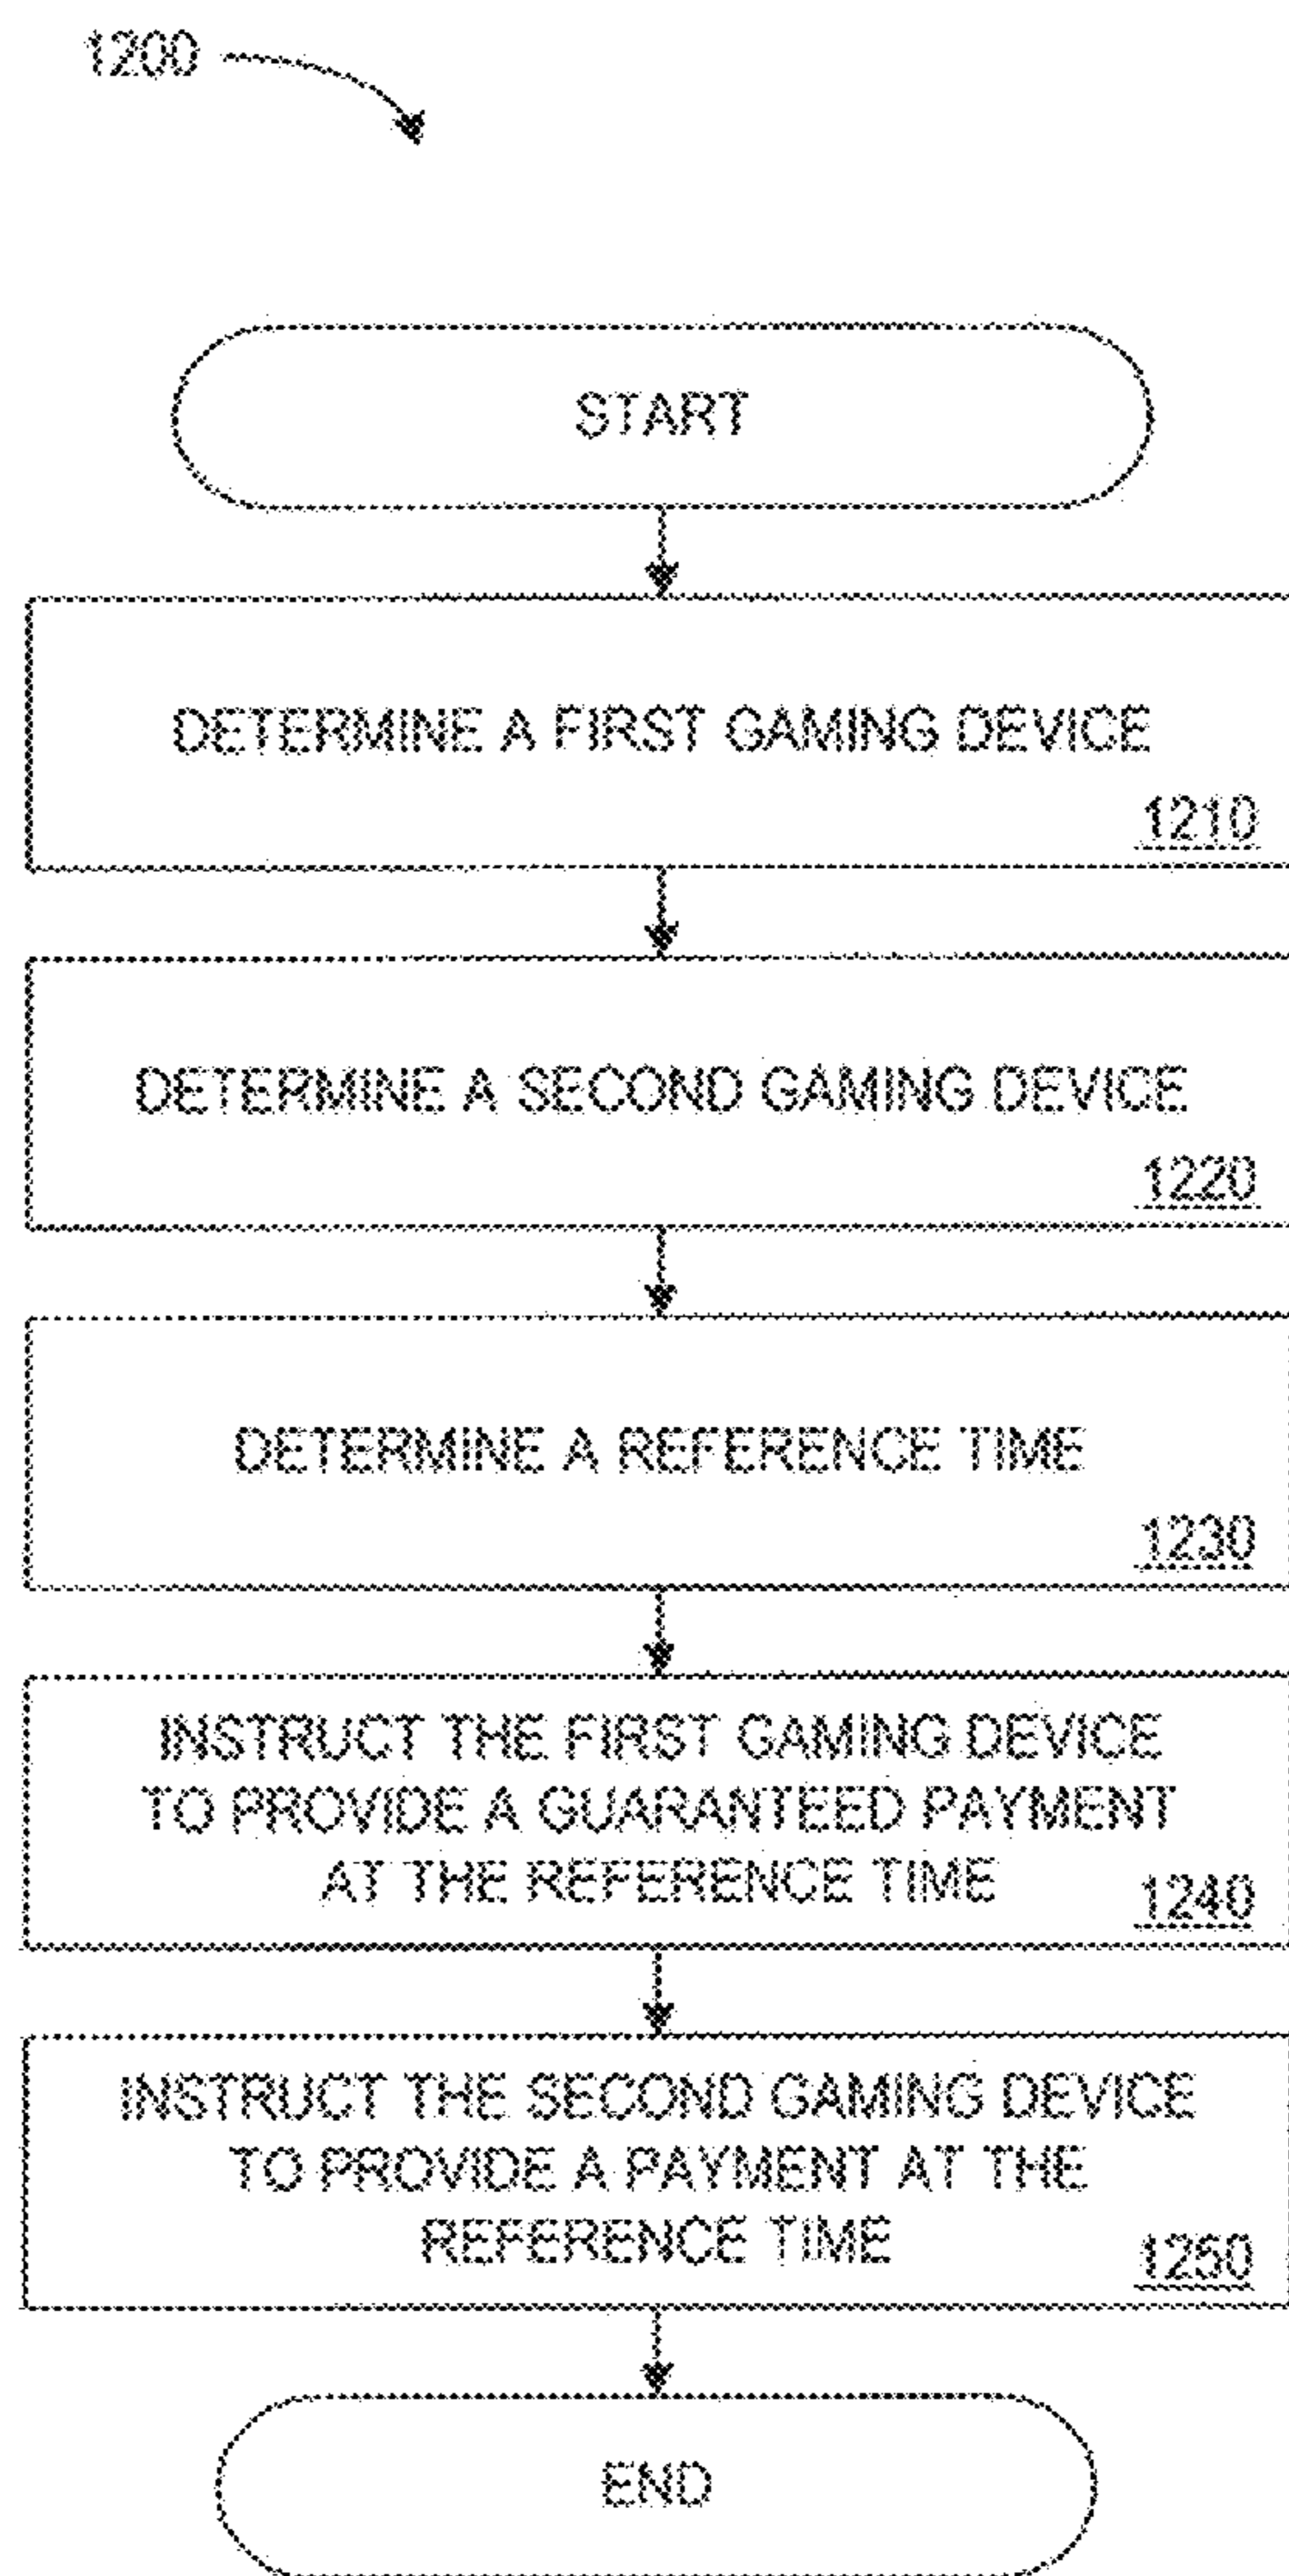 1200
START
DETERMINE A FIRST GAMING DEVICE
1210
DETERMINE A SECOND GAMING DEVICE
1220
DETERMINE A REFERENCE TIME
1230
INSTRUCT THE FIRST GAMING DEVICE
TO PROVIDE A GUARANTEED PAYMENT
AT THE REFERENCE TIME
1240
INSTRUCT THE SECOND GAMING DEVICE
TO PROVIDE A PAYMENT AT THE
REFERENCE TIME
1250
END